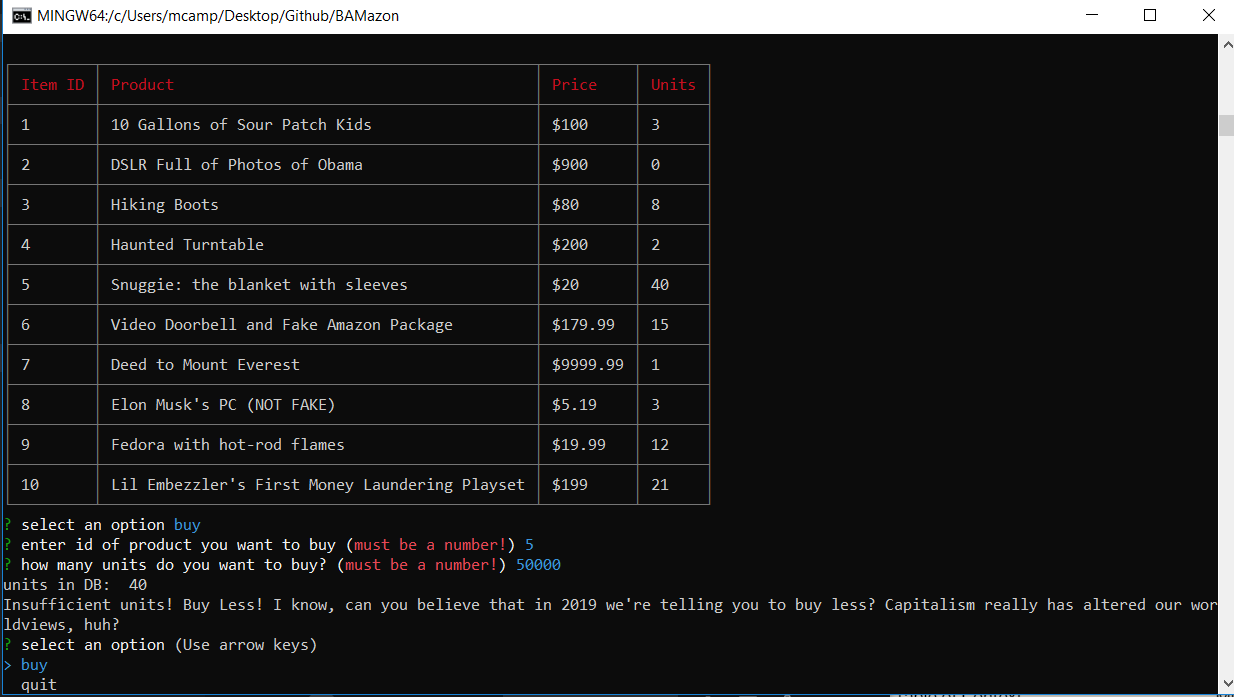 MINGW64:/c/Users/mcamp/Desktop/Github/BAMazon
Item ID Product Price Units
1 10 Gallons of Sour Patch Kids $100 3
2 DSLR Full of Photos of Obama $900 0
3 Hiking Boots $80 8
4 Haunted Turntable $200 2
5 Snuggie: the blanket with sleeves $20 40
6 Video Doorbell and Fake Amazon Package $179.99 15
7 Deed to Mount Everest $9999.99 1
8 Elon Musk's PC (NOT FAKE) $5.19 3
9 Fedora with hot-rod flames $19.99 12
10 Lil Embezzler's First Money Laundering Playset $199 21
? select an option buy
? enter id of product you want to buy (must be a number!) 5
? how many units do you want to buy? (must be a number!) 50000
units in DB:  40
Insufficient units! Buy Less! I know, can you believe that in 2019 we're telling you to buy less? Capitalism really has altered our wor
ldviews, huh?
? select an option (Use arrow keys)
> buy
quit